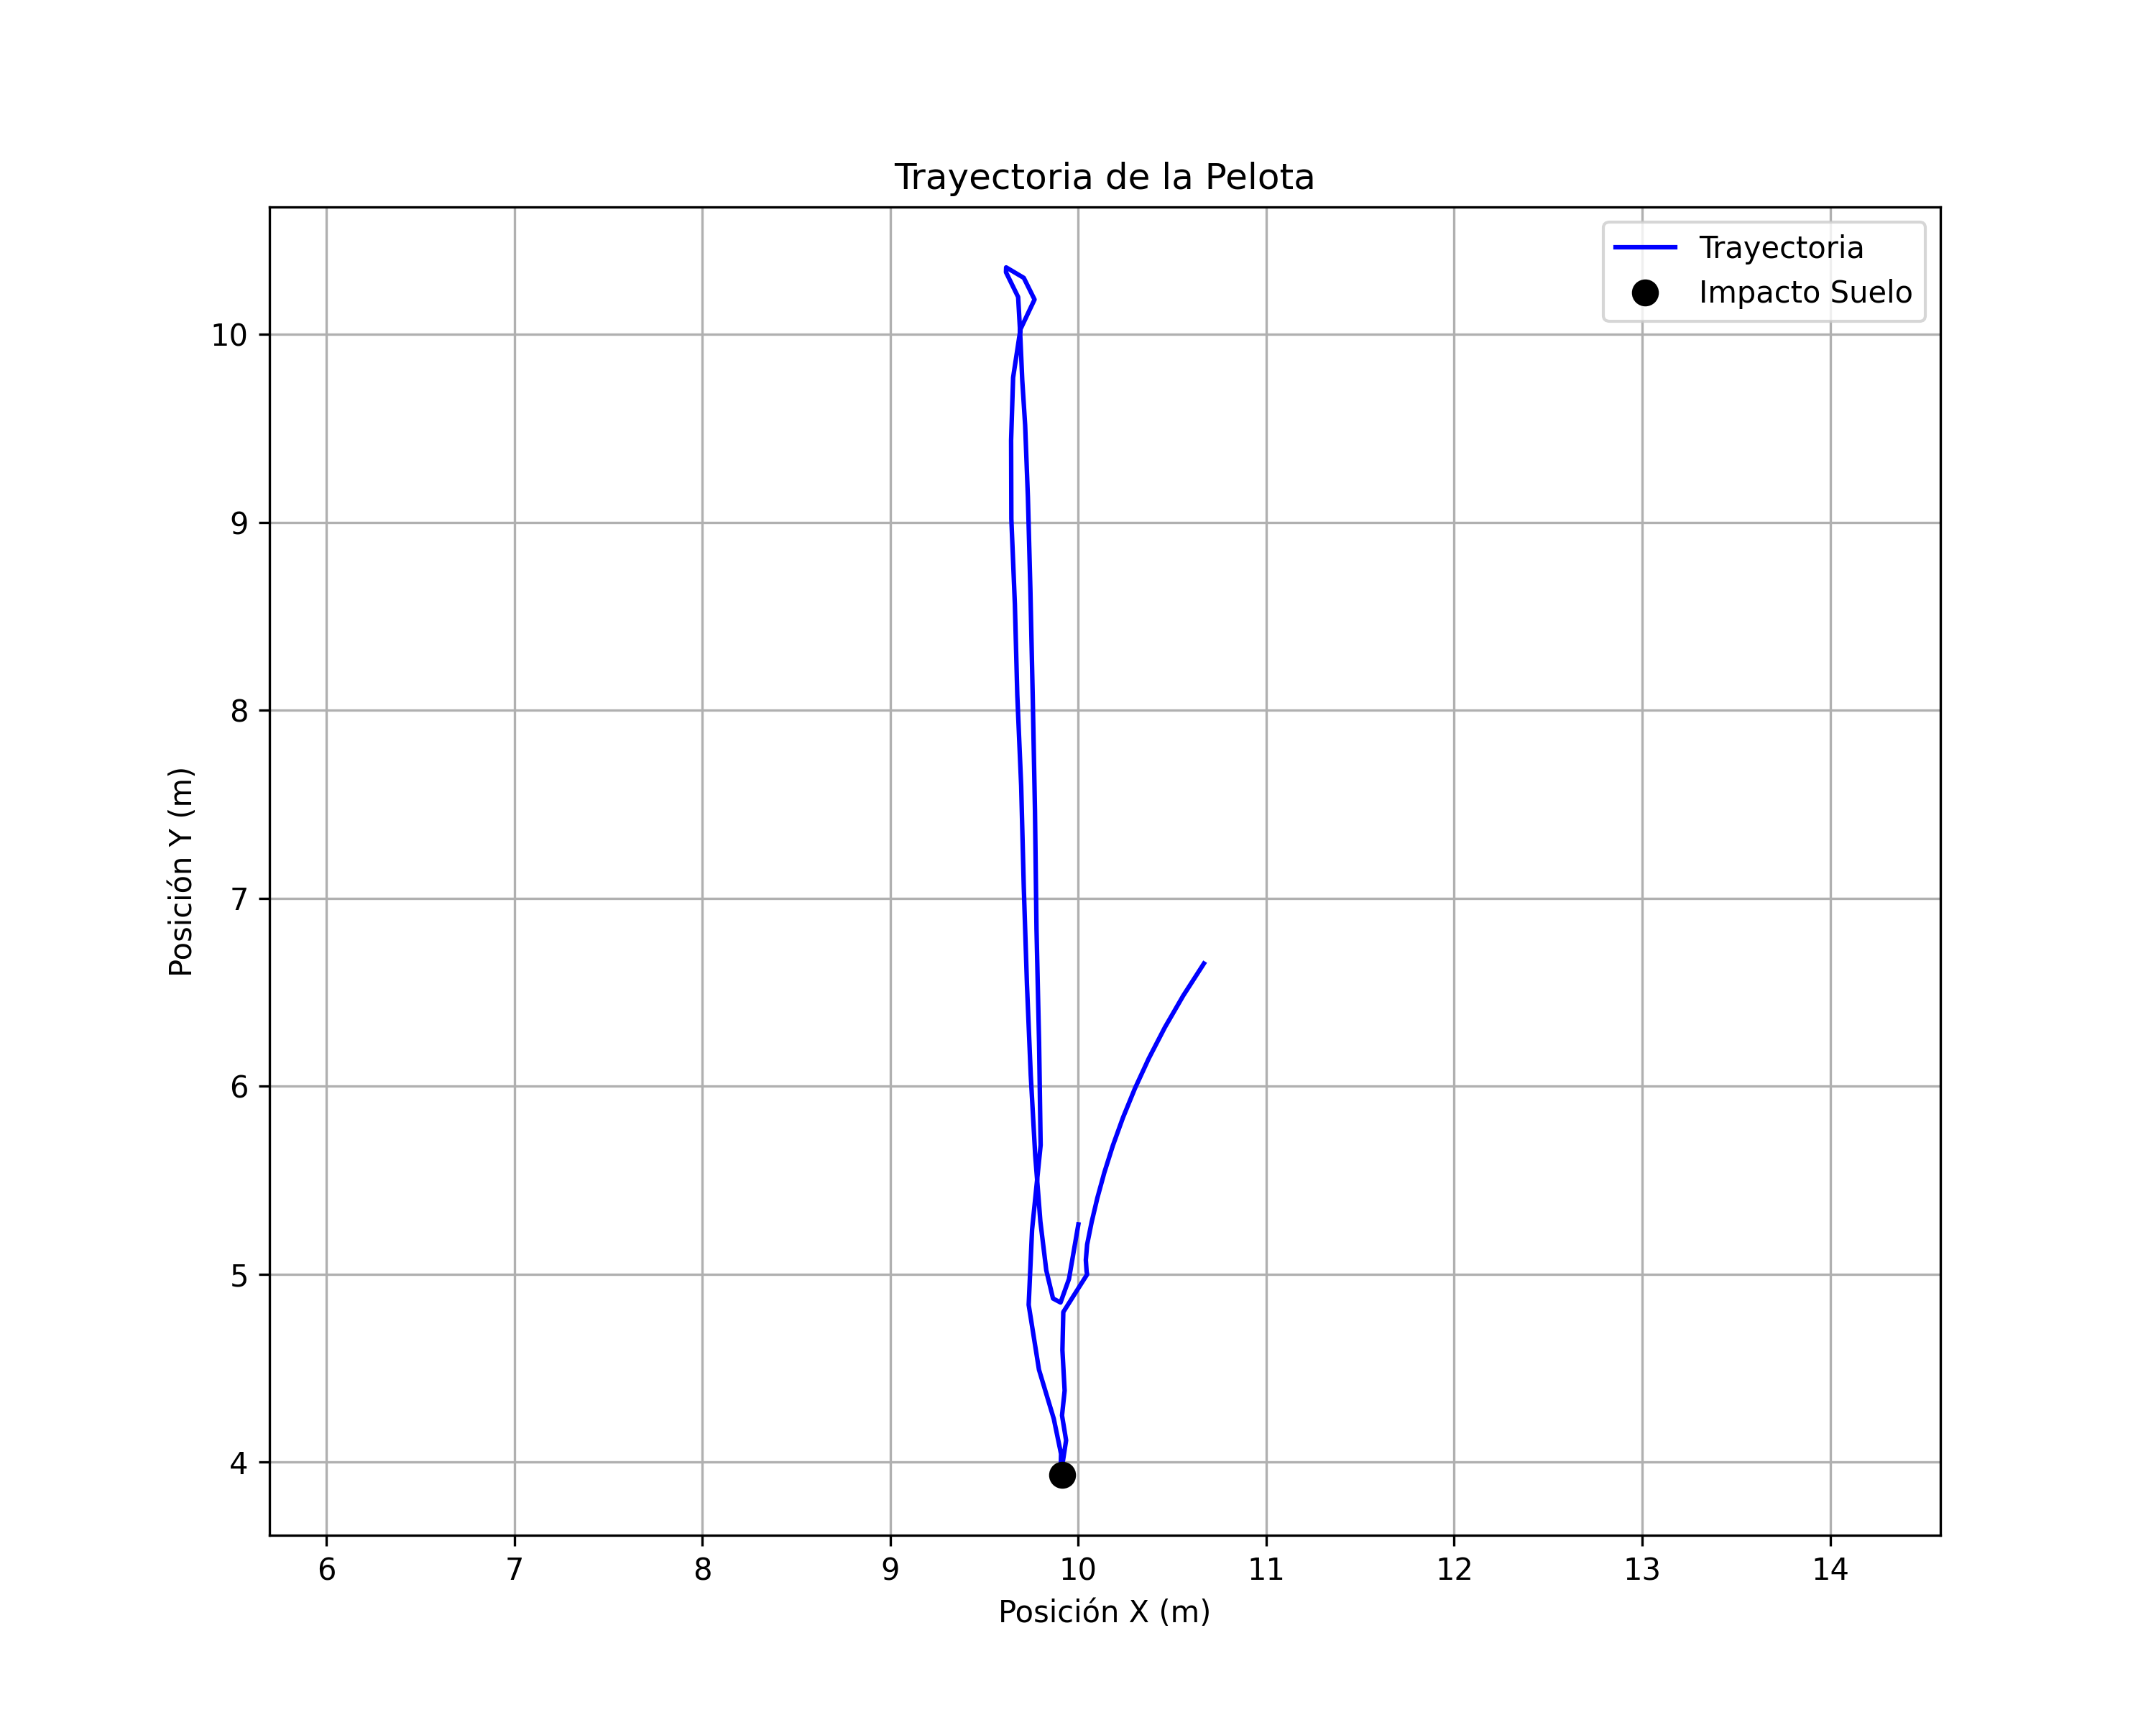 Trayectoria de la Pelota
Trayectoria
Impacto Suelo
10
9
8
7
6
5
4
Posición Y (m)
6 7 8 9 10 11 12 13 14
Posición X (m)